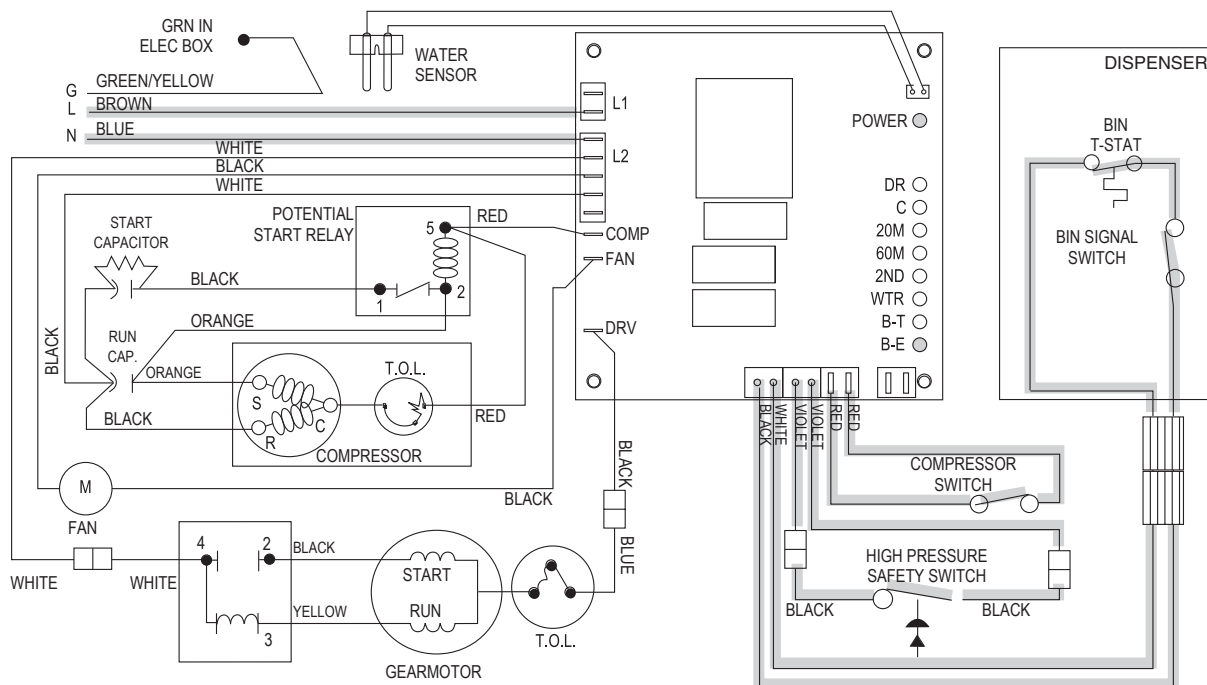 GRN IN
ELEC BOX
WATER
SENSOR
DISPENSER
G GREEN/YELLOW
L BROWN
N BLUE
WHITE
BLACK
WHITE
L1
L2
POWER
BIN
T-STAT
BIN SIGNAL
SWITCH
DR
C
20M
60M
2ND
WTR
B-T
B-E
START
CAPACITOR
POTENTIAL
START RELAY
5
RED
COMP
FAN
DRV
BLACK
1
2
ORANGE
BLACK
RUN
CAP.
ORANGE
BLACK
S
R
C
T.O.L.
RED
COMPRESSOR
BLACK
WHITE
VIOLET
VIOLET
RED
RED
COMPRESSOR
SWITCH
M
FAN
BLACK
BLACK
BLUE
HIGH PRESSURE
SAFETY SWITCH
BLACK
BLACK
WHITE
WHITE
4
2
3
BLACK
YELLOW
START
RUN
GEARMOTOR
T.O.L.